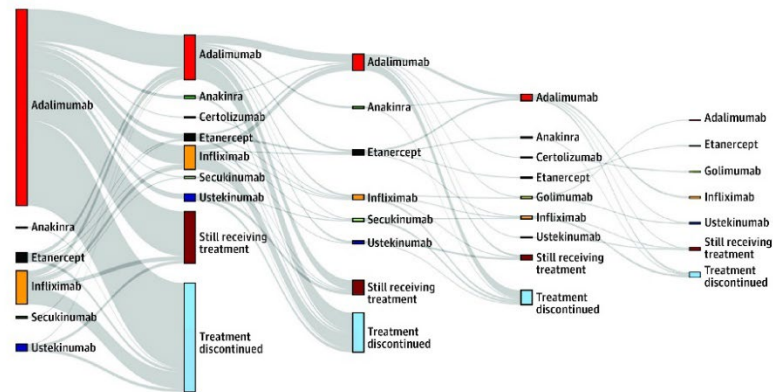 Adalimumab
Anakinra
Etanercept
Infliximab
Secukinumab
Ustekinumab
Adalimumab
Anakinra
Certolizumab
Etanercept
Infliximab
Secukinumab
Ustekinumab
Still receiving
treatment
Treatment
discontinued
Adalimumab
Anakinra
Etanercept
Infliximab
Secukinumab
Ustekinumab
Still receiving
treatment
Treatment
discontinued
Adalimumab
Anakinra
Certolizumab
Etanercept
Golimumab
Infliximab
Ustekinumab
Still receiving
treatment
Treatment
discontinued
Adalimumab
Etanercept
Golimumab
Infliximab
Ustekinumab
Still receiving
treatment
Treatment
discontinued